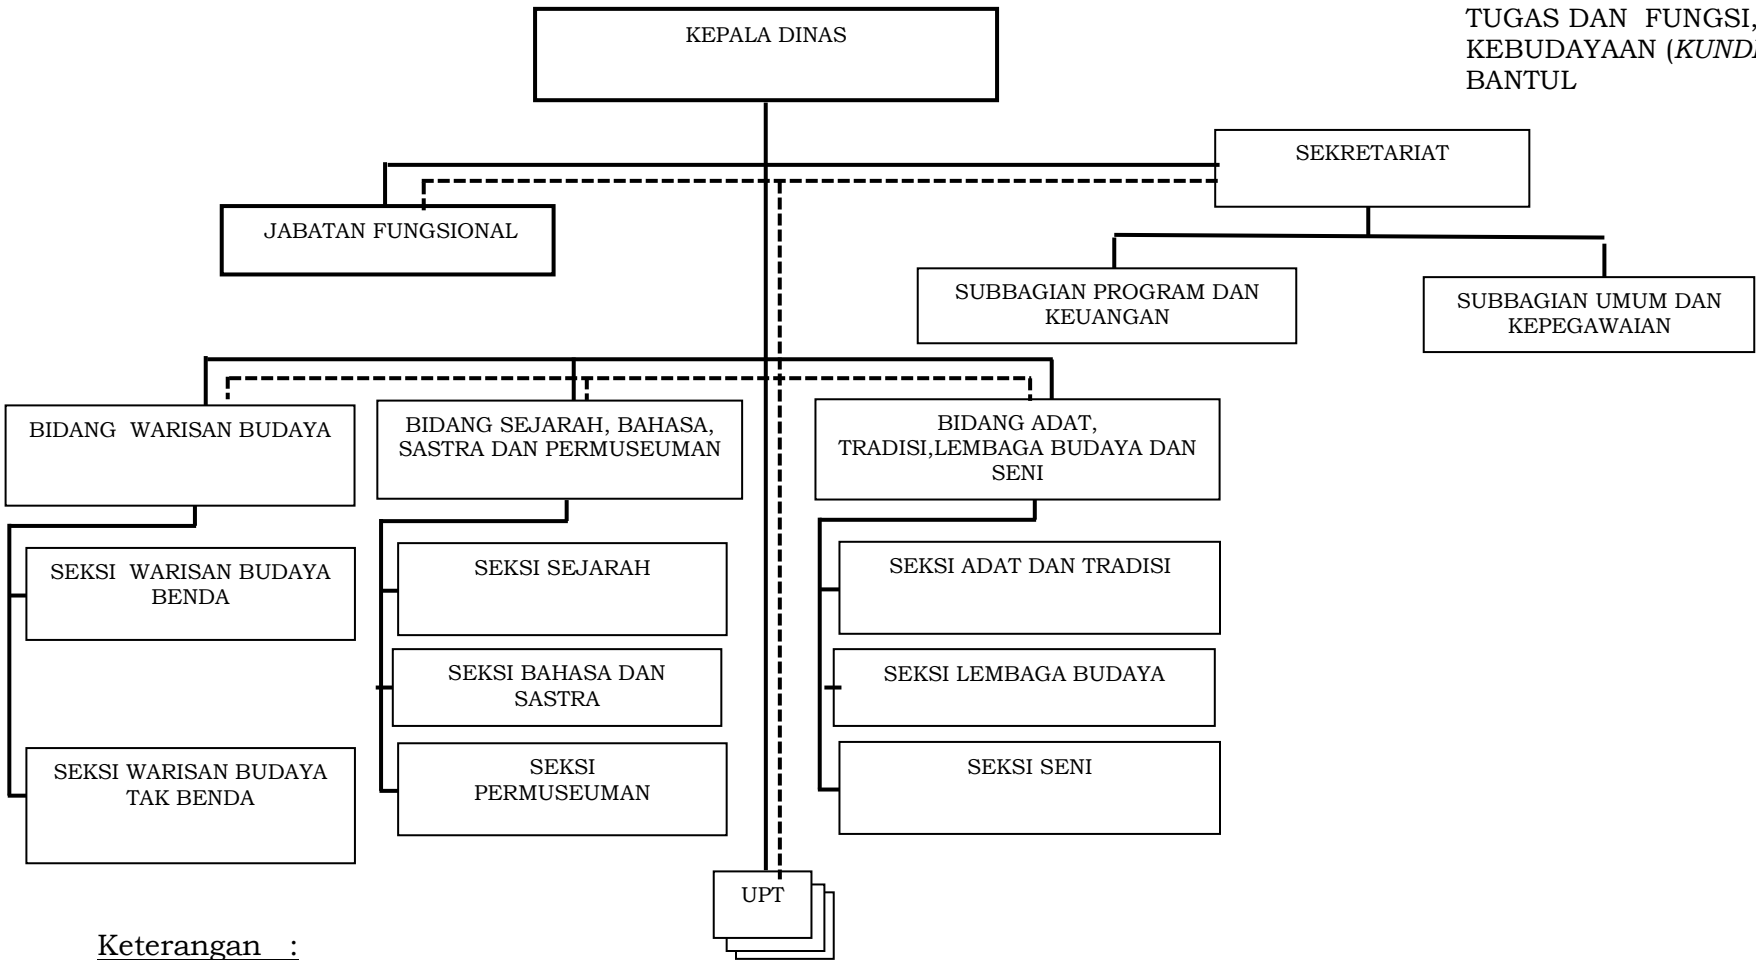 TUGAS DAN FUNGSI,
KEBUDAYAAN (
BANTUL
KEPALA DINAS
SEKRETARIAT
JABATAN FUNGSIONAL
SUBBAGIAN PROGRAM DAN
KEUANGAN
SUBBAGIAN UMUM DAN
KEPEGAWAIAN
BIDANG WARISAN BUDAYA
BIDANG SEJARAH, BAHASA,
SASTRA DAN PERMUSEUMAN
BIDANG ADAT,
TRADISI,LEMBAGA BUDAYA DAN
SENI
SEKSI WARISAN BUDAYA
BENDA
SEKSI SEJARAH
SEKSI ADAT DAN TRADISI
SEKSI BAHASA DAN
SASTRA
SEKSI LEMBAGA BUDAYA
SEKSI WARISAN BUDAYA
TAK BENDA
SEKSI
PERMUSEUMAN
SEKSI SENI
UPT
Keterangan :